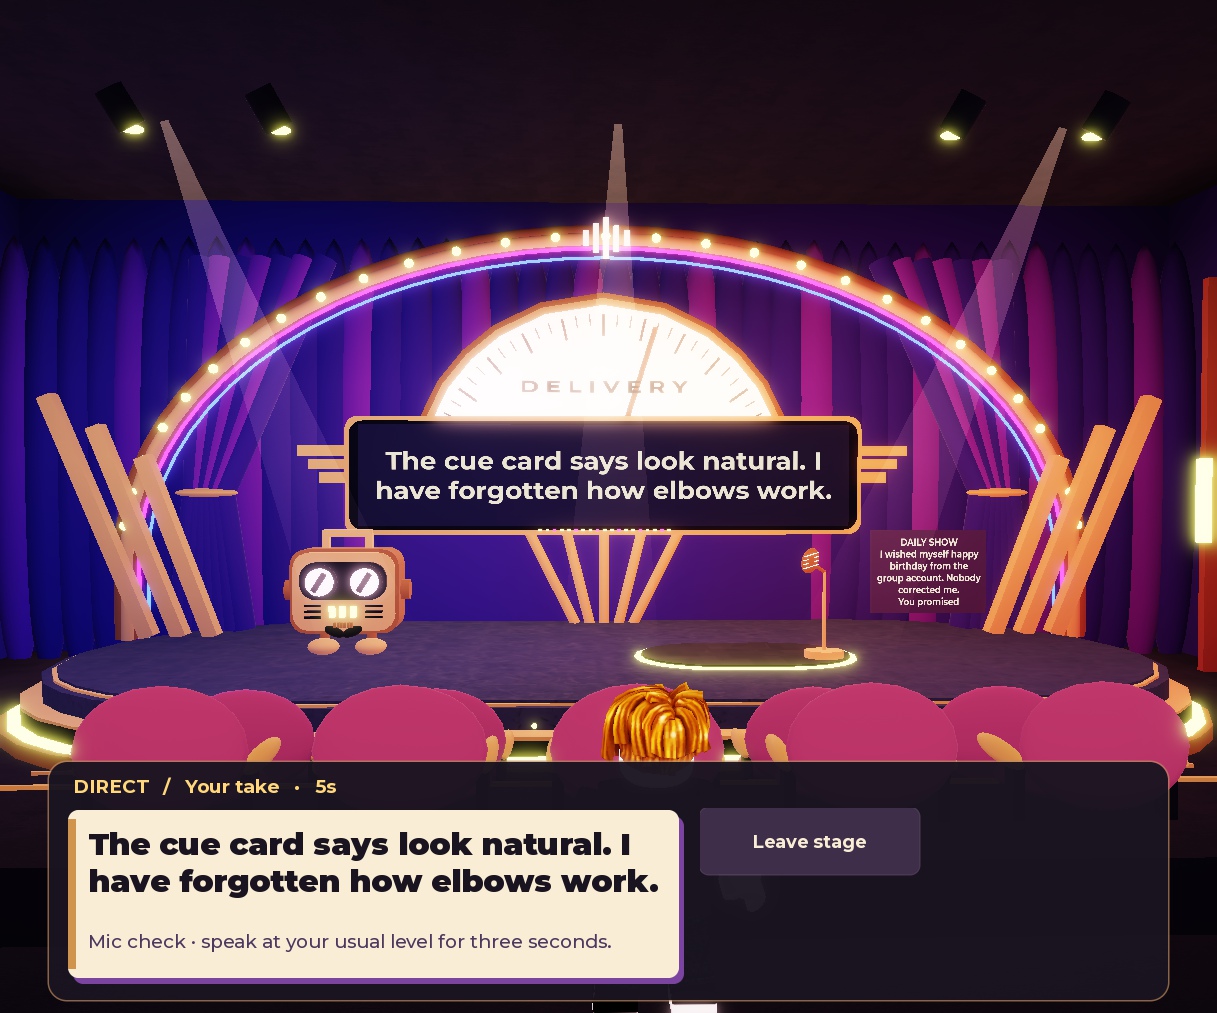 DELIVERY
The cue card says look natural. I
have forgotten how elbows work.
DAILY SHOW
I wished myself happy
birthday from the
group account. Nobody
corrected me.
You promised
DIRECT / Your take · 5s
The cue card says look natural. I
have forgotten how elbows work.
Mic check · speak at your usual level for three seconds.
Leave stage